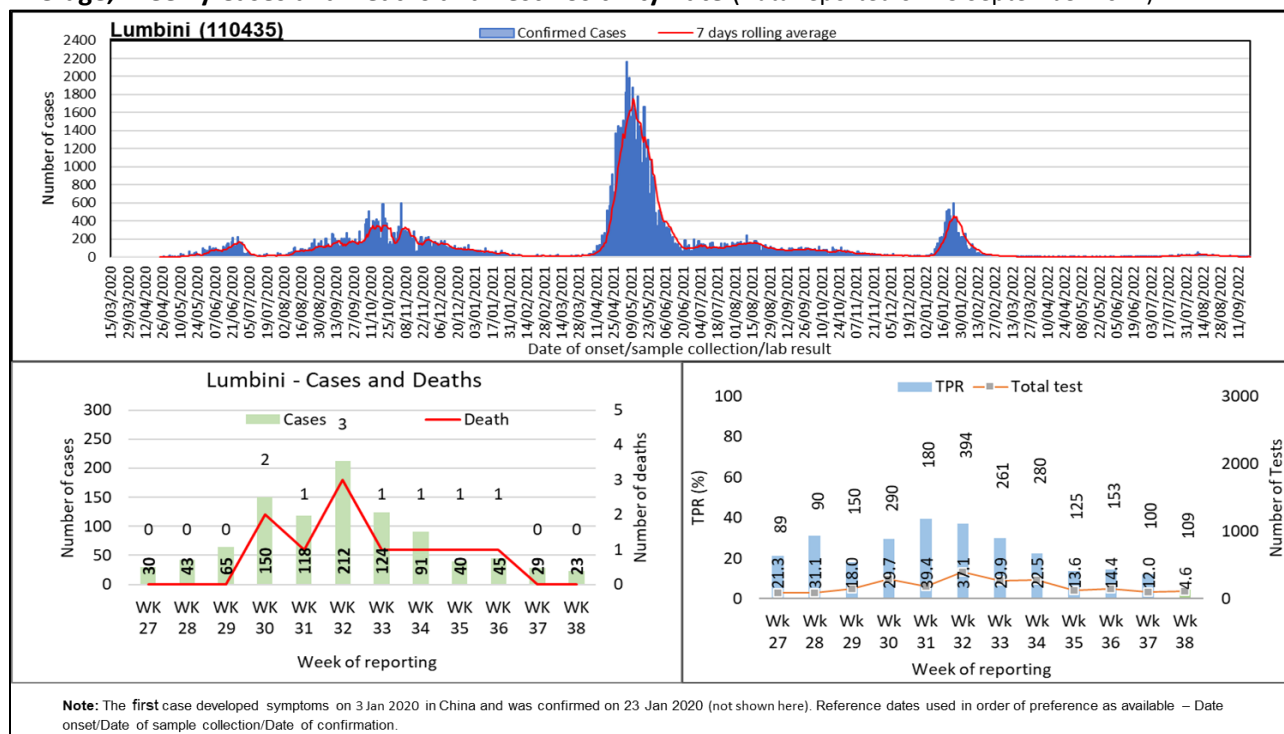 Lumbini (110435)
Confirmed Cases 7 days rolling average
Number of cases
2400
2200
2000
1800
1600
1400
1200
1000
800
600
400
200
0
15/03/2020 29/03/2020 12/04/2020 26/04/2020 10/05/2020 24/05/2020 07/06/2020 21/06/2020 05/07/2020 19/07/2020 02/08/2020 16/08/2020 30/08/2020 13/09/2020 27/09/2020 11/10/2020 25/10/2020 08/11/2020 22/11/2020 06/12/2020 20/12/2020 03/01/2021 17/01/2021 31/01/2021 14/02/2021 28/02/2021 14/03/2021 28/03/2021 11/04/2021 25/04/2021 09/05/2021 23/05/2021 06/06/2021 20/06/2021 04/07/2021 18/07/2021 01/08/2021 15/08/2021 29/08/2021 12/09/2021 26/09/2021 10/10/2021 24/10/2021 07/11/2021 21/11/2021 05/12/2021 19/12/2021 02/01/2022 16/01/2022 30/01/2022 13/02/2022 27/02/2022 13/03/2022 27/03/2022 10/04/2022 24/04/2022 08/05/2022 22/05/2022 05/06/2022 19/06/2022 03/07/2022 17/07/2022 31/07/2022 14/08/2022 28/08/2022 11/09/2022
Date of onset/sample collection/lab result
Lumbini - Cases and Deaths
Cases Death
Number of cases
300
250
200
150
100
50
0
0 0 0 2 1 3 1 1 1 1 0 0
30 43 65 150 118 212 124 91 40 45 29 23
5
4
3
2
1
0
Number of deaths
WK WK WK WK WK WK WK WK WK WK WK WK
27 28 29 30 31 32 33 34 35 36 37 38
Week of reporting
TPR Total test
TPR (%)
100
80
60
40
20
0
89 90 150 290 180 394 261 280 125 153 100 109
21.3 31.1 18.0 29.7 39.4 37.1 29.9 22.5 13.6 14.4 12.0 4.6
3000
2000
1000
0
Number of Tests
Wk Wk Wk Wk Wk Wk Wk Wk Wk Wk Wk Wk
27 28 29 30 31 32 33 34 35 36 37 38
Week of reporting
Note: The first case developed symptoms on 3 Jan 2020 in China and was confirmed on 23 Jan 2020 (not shown here). Reference dates used in order of preference as available – Date
onset/Date of sample collection/Date of confirmation.